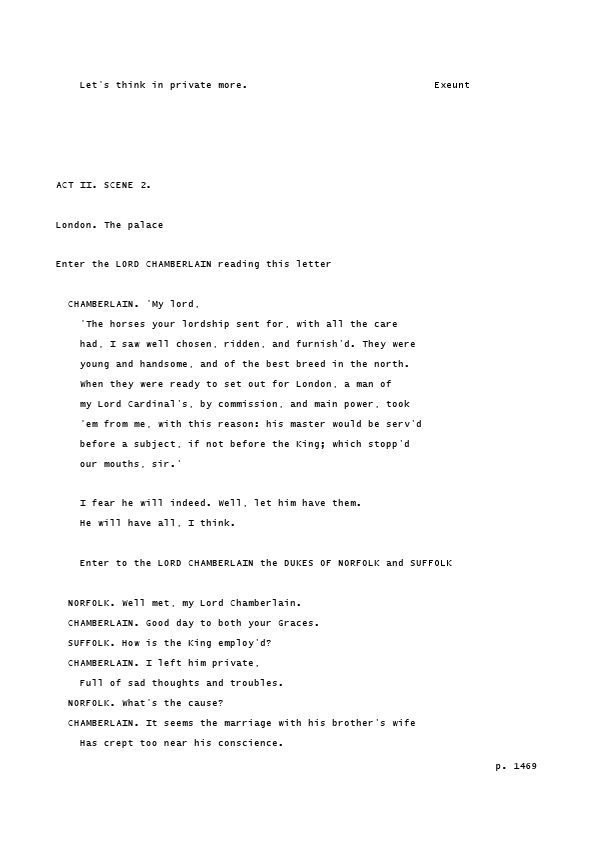 Let's think in private more. Exeunt
ACT II. SCENE 2.
London. The palace
Enter the LORD CHAMBERLAIN reading this letter
CHAMBERLAIN. 'My lord,
'The horses your lordship sent for, with all the care
had, I saw well chosen, ridden, and furnish'd. They were
young and handsome, and of the best breed in the north.
When they were ready to set out for London, a man of
my Lord Cardinal's, by commission, and main power, took
'em from me, with this reason: his master would be serv'd
before a subject, if not before the King; which stopp'd
our mouths, sir.'
I fear he will indeed. Well, let him have them.
He will have all, I think.
Enter to the LORD CHAMBERLAIN the DUKES OF NORFOLK and SUFFOLK
NORFOLK. Well met, my Lord Chamberlain.
CHAMBERLAIN. Good day to both your Graces.
SUFFOLK. How is the King employ'd?
CHAMBERLAIN. I left him private,
Full of sad thoughts and troubles.
NORFOLK. What's the cause?
CHAMBERLAIN. It seems the marriage with his brother's wife
Has crept too near his conscience.
p. 1469